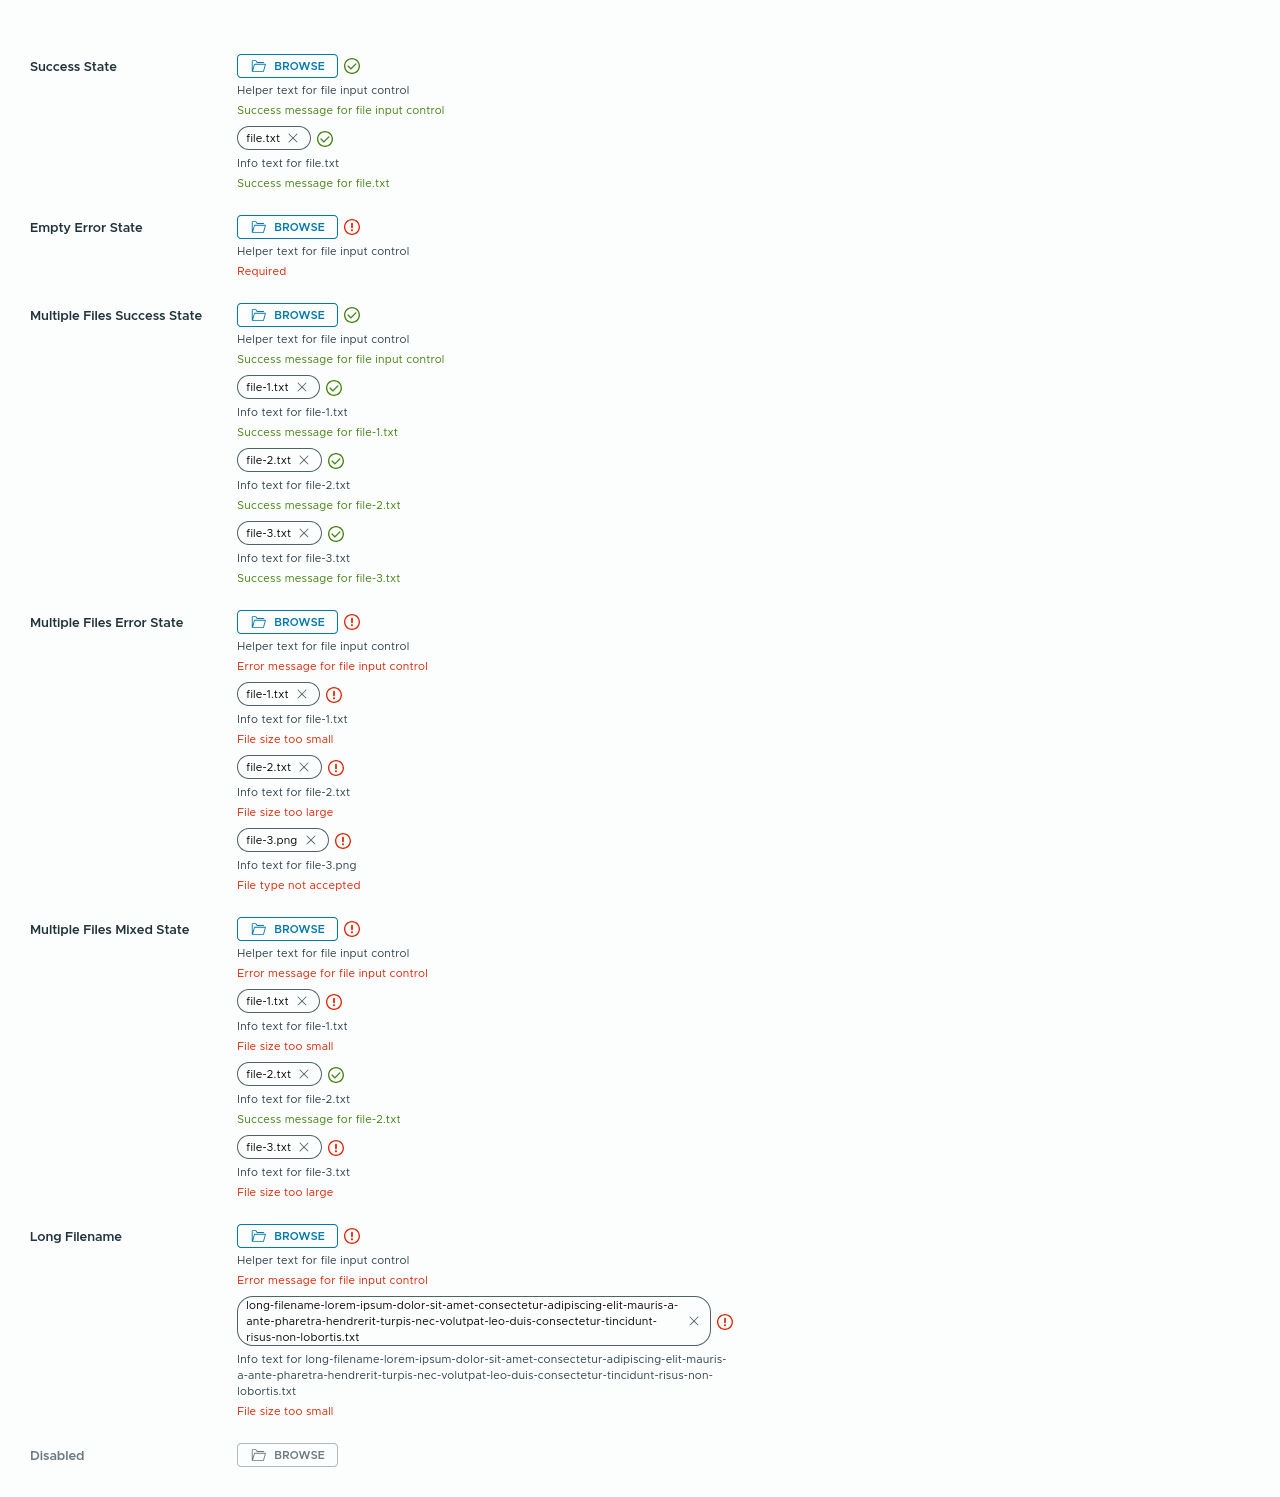 Success State
BROWSE
Helper text for file input control
Success message for file input control
file.txt
Info text for file.txt
Success message for file.txt
Empty Error State
BROWSE
Helper text for file input control
Required
Multiple Files Success State
BROWSE
Helper text for file input control
Success message for file input control
file-1.txt
Info text for file-1.txt
Success message for file-1.txt
file-2.txt
Info text for file-2.txt
Success message for file-2.txt
file-3.txt
Info text for file-3.txt
Success message for file-3.txt
Multiple Files Error State
BROWSE
Helper text for file input control
Error message for file input control
file-1.txt
Info text for file-1.txt
File size too small
file-2.txt
Info text for file-2.txt
File size too large
file-3.png
Info text for file-3.png
File type not accepted
Multiple Files Mixed State
BROWSE
Helper text for file input control
Error message for file input control
file-1.txt
Info text for file-1.txt
File size too small
file-2.txt
Info text for file-2.txt
Success message for file-2.txt
file-3.txt
Info text for file-3.txt
File size too large
Long Filename
BROWSE
Helper text for file input control
Error message for file input control
long-filename-lorem-ipsum-dolor-sit-amet-consectetur-adipiscing-elit-mauris-a-
ante-pharetra-hendrerit-turpis-nec-volutpat-leo-duis-consectetur-tincidunt-
risus-non-lobortis.txt
Info text for long-filename-lorem-ipsum-dolor-sit-amet-consectetur-adipiscing-elit-mauris-
a-ante-pharetra-hendrerit-turpis-nec-volutpat-leo-duis-consectetur-tincidunt-risus-non-
lobortis.txt
File size too small
Disabled
BROWSE